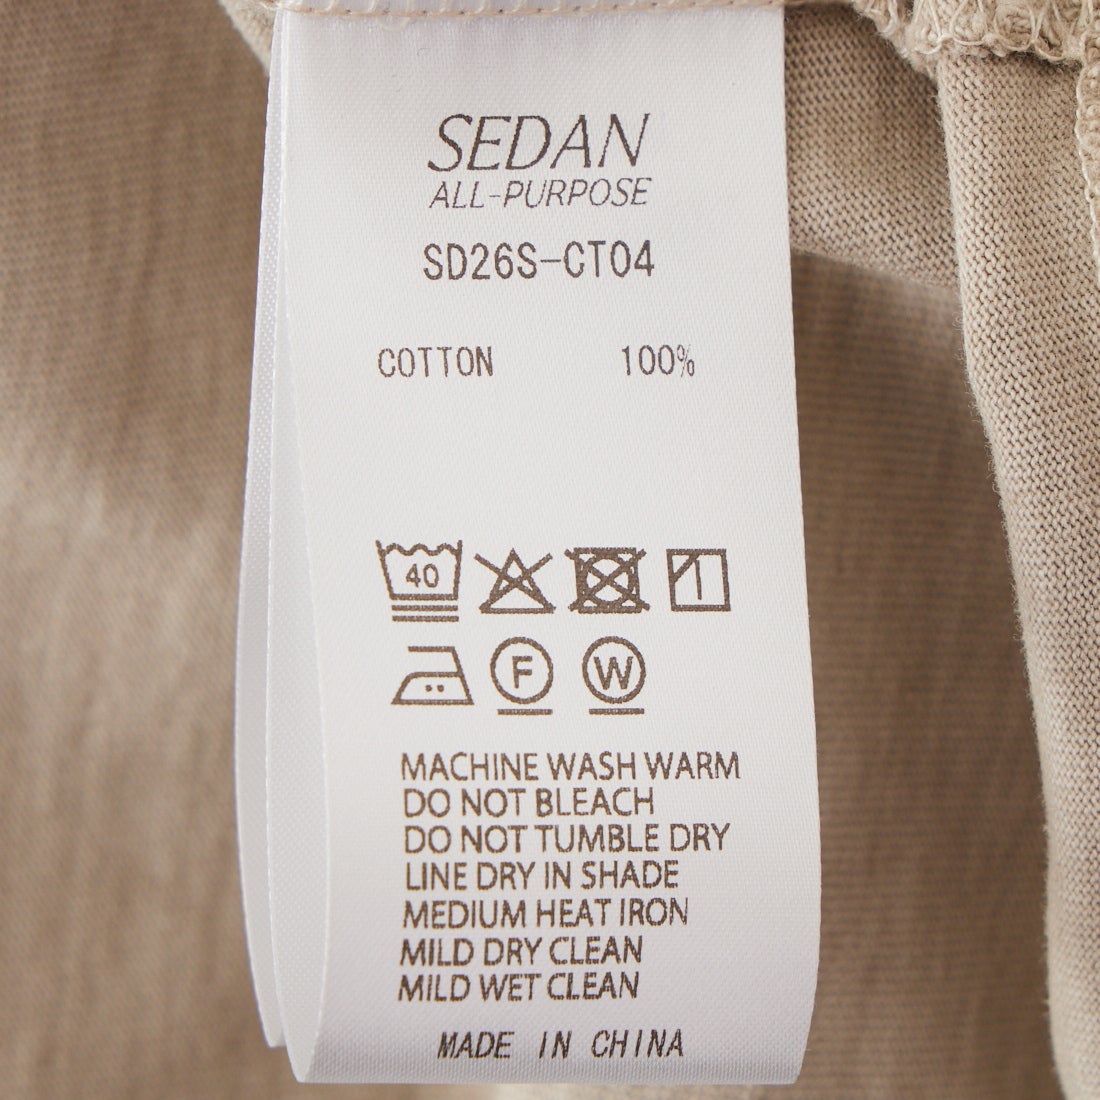 SEDAN
ALL-PURPOSE
SD26S-CT04
COTTON 100%
40
F W
MACHINE WASH WARM
DO NOT BLEACH
DO NOT TUMBLE DRY
LINE DRY IN SHADE
MEDIUM HEAT IRON
MILD DRY CLEAN
MILD WET CLEAN
MADE IN CHINA